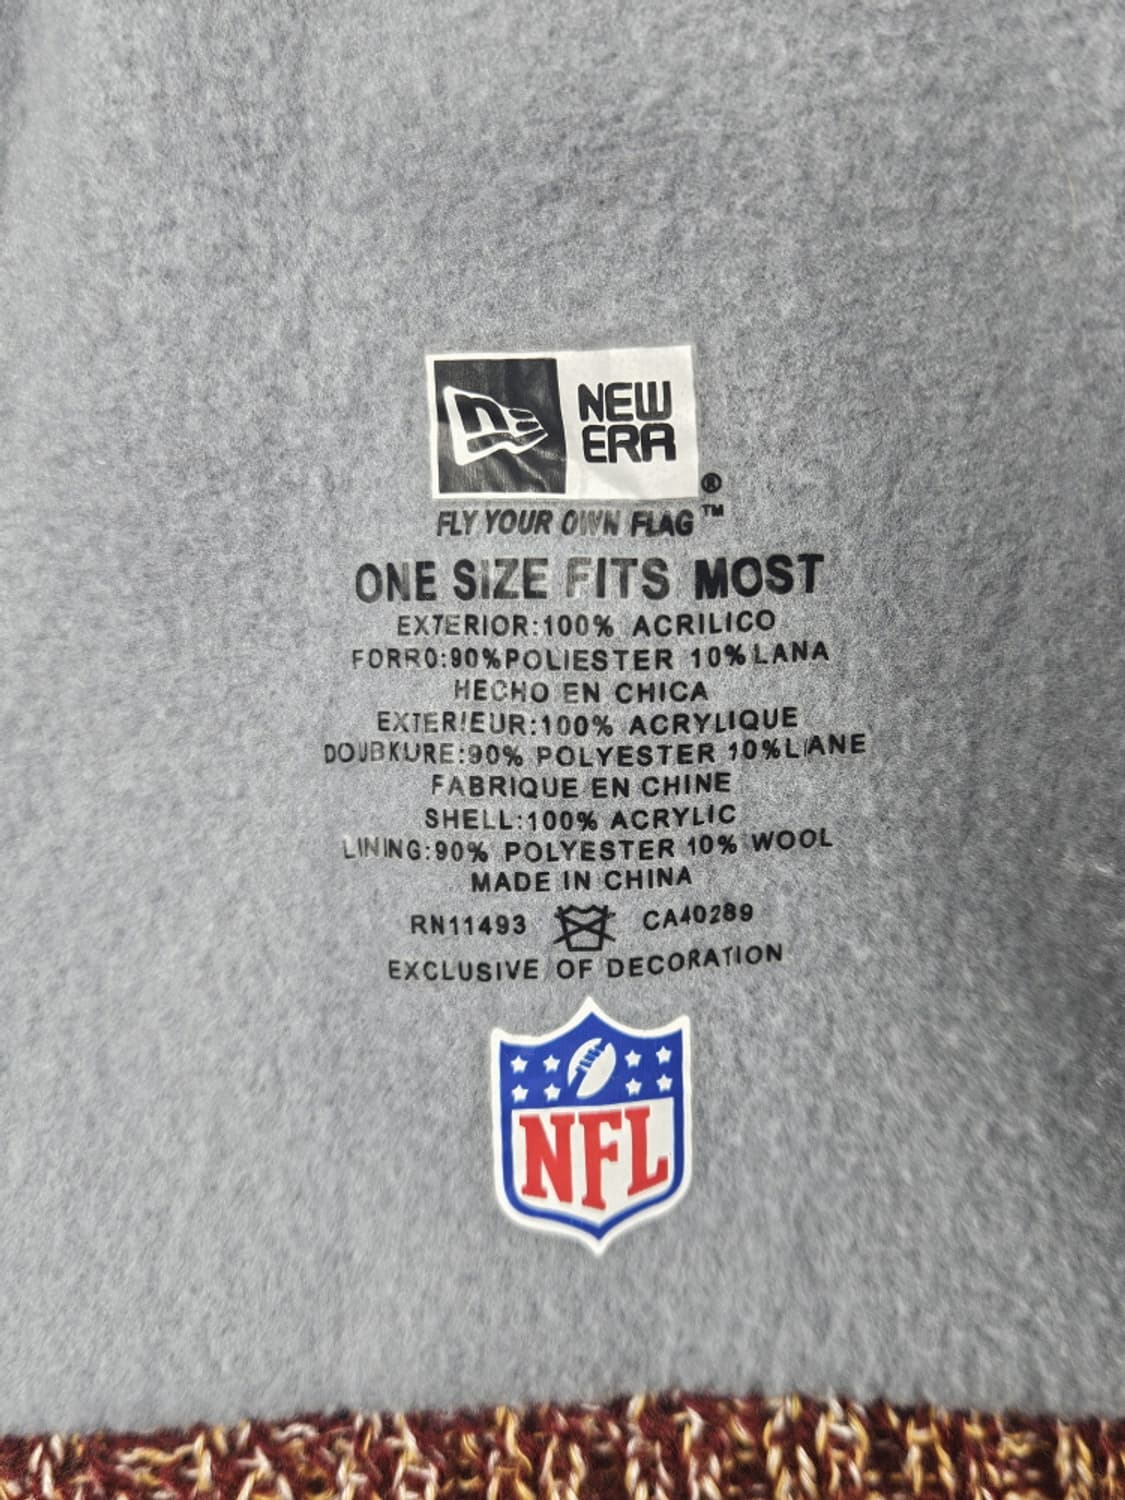 NEW
ERA
®
FLY YOUR OWN FLAG™
ONE SIZE FITS MOST
EXTERIOR:100% ACRILICO
FORRO:90%POLIESTER 10%LANA
HECHO EN CHICA
EXTERIEUR:100% ACRYLIQUE
DOUBKURE:90% POLYESTER 10%LIANE
FABRIQUE EN CHINE
SHELL:100% ACRYLIC
LINING:90% POLYESTER 10% WOOL
MADE IN CHINA
RN11493 CA40289
EXCLUSIVE OF DECORATION
NFL